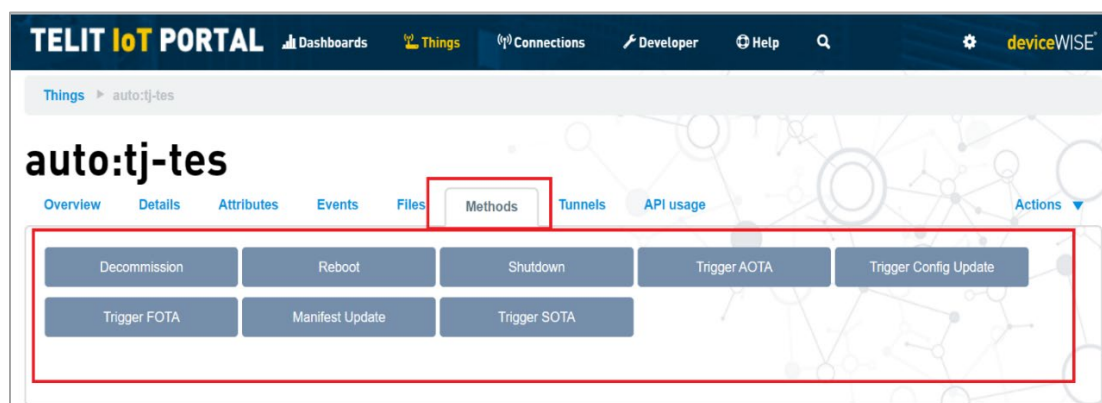 TELIT IoT PORTAL Dashboards Things Connections Developer Help deviceWISE®
Things auto:tj-tes
auto:tj-tes
Overview Details Attributes Events Files Methods Tunnels API usage Actions
Decommission Reboot Shutdown Trigger AOTA Trigger Config Update
Trigger FOTA Manifest Update Trigger SOTA